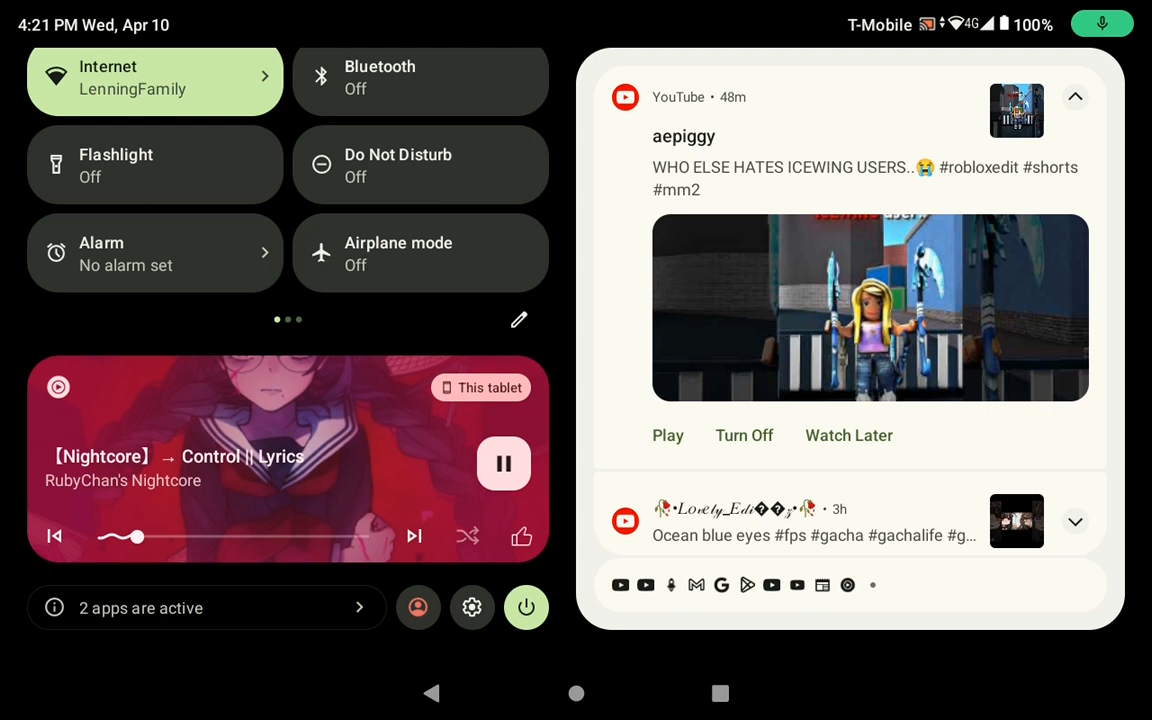 4:21 PM Wed, Apr 10
T-Mobile 4G 100%
Internet
LenningFamily
Bluetooth
Off
Flashlight
Off
Do Not Disturb
Off
Alarm
No alarm set
Airplane mode
Off
This tablet
【Nightcore】 → Control || Lyrics
RubyChan's Nightcore
2 apps are active
YouTube • 48m
aepiggy
WHO ELSE HATES ICEWING USERS..😭 #robloxedit #shorts
#mm2
Play Turn Off Watch Later
🥀•𝐿𝑜𝓋𝑒𝓉𝓎_𝐸𝒹𝒾��𝓏•🥀 • 3h
Ocean blue eyes #fps #gacha #gachalife #g…